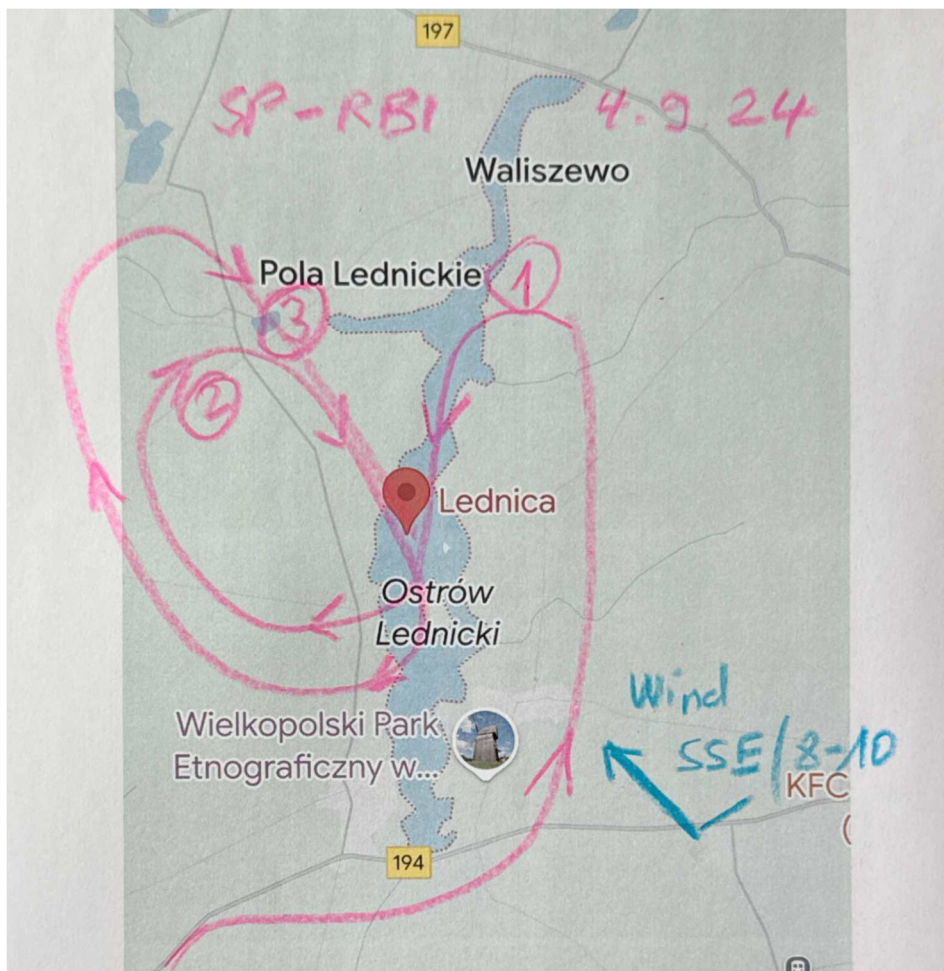 197
SP-RBI 4.9.24
Waliszewo
Pola Lednickie
1
3
2
Lednica
Ostrów
Lednicki
Wind
SSE/8-10
Wielkopolski Park
Etnograficzny w...
KFC
194